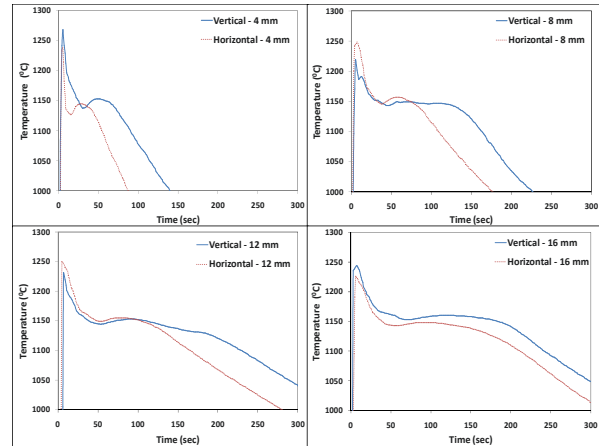 Vertical - 4 mm
Horizontal - 4 mm
Temperature (⁰C)
1300
1250
1200
1150
1100
1050
1000
0 50 100 150 200 250 300
Time (sec)
Vertical - 8 mm
Horizontal - 8 mm
Temperature (⁰C)
1300
1250
1200
1150
1100
1050
1000
0 50 100 150 200 250 300
Time (sec)
Vertical - 12 mm
Horizontal - 12 mm
Temperature (⁰C)
1300
1250
1200
1150
1100
1050
1000
0 50 100 150 200 250 300
Time (sec)
Vertical - 16 mm
Horizontal - 16 mm
Temperature (⁰C)
1300
1250
1200
1150
1100
1050
1000
0 50 100 150 200 250 300
Time (sec)